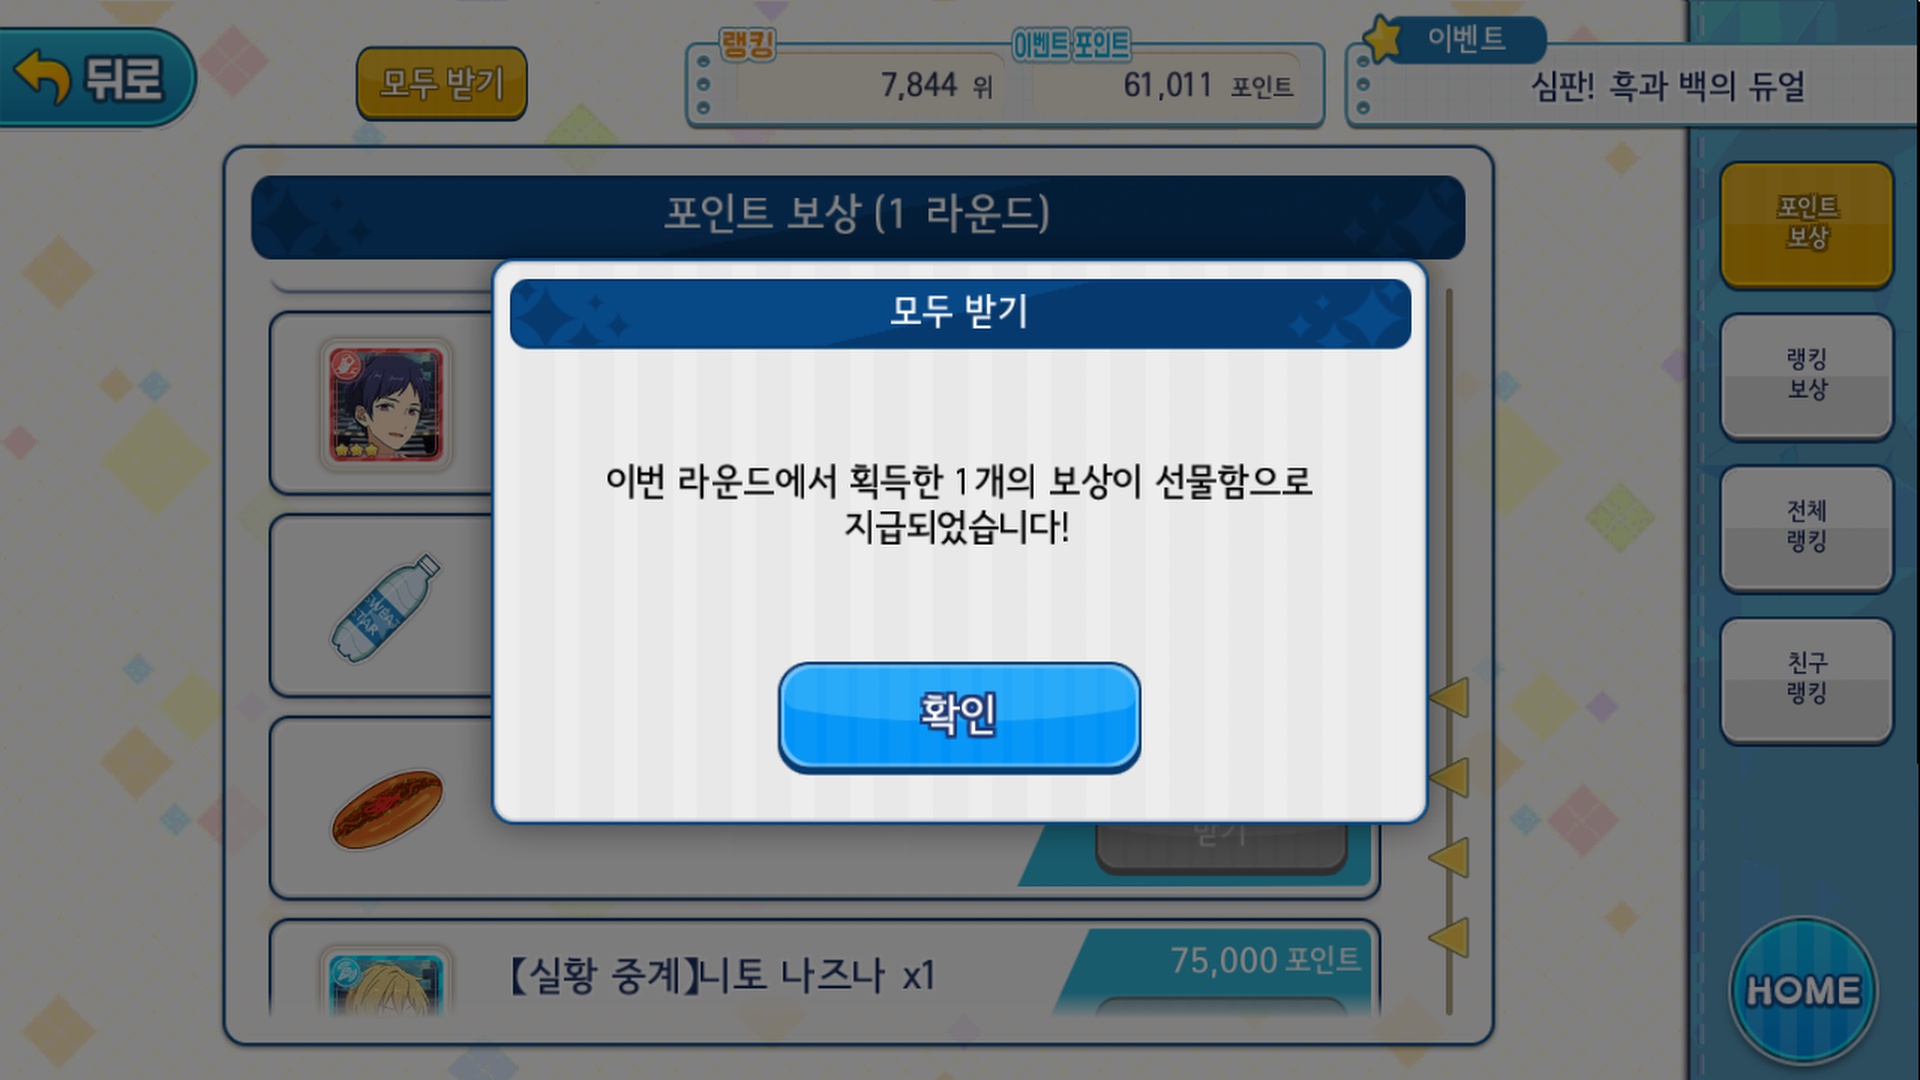 뒤로
모두 받기
랭킹
7,844 위
이벤트 포인트
61,011 포인트
이벤트
심판! 흑과 백의 듀얼
포인트 보상 (1 라운드)
모두 받기
이번 라운드에서 획득한 1개의 보상이 선물함으로
지급되었습니다!
확인
받기
75,000 포인트
【실황 중계】니토 나즈나 x1
포인트
보상
랭킹
보상
전체
랭킹
친구
랭킹
HOME